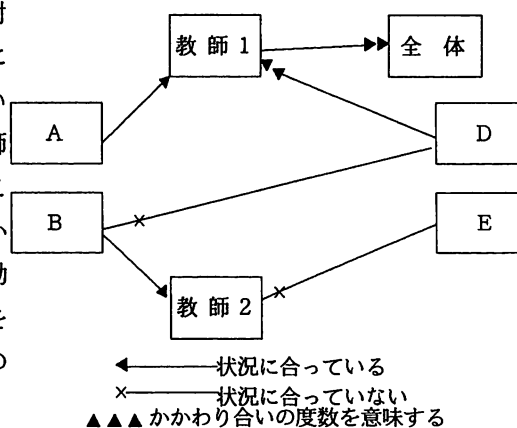 教師1
全体
A
D
B
E
教師2
状況に合っている
状況に合っていない
▲▲▲かかわり合いの度数を意味する